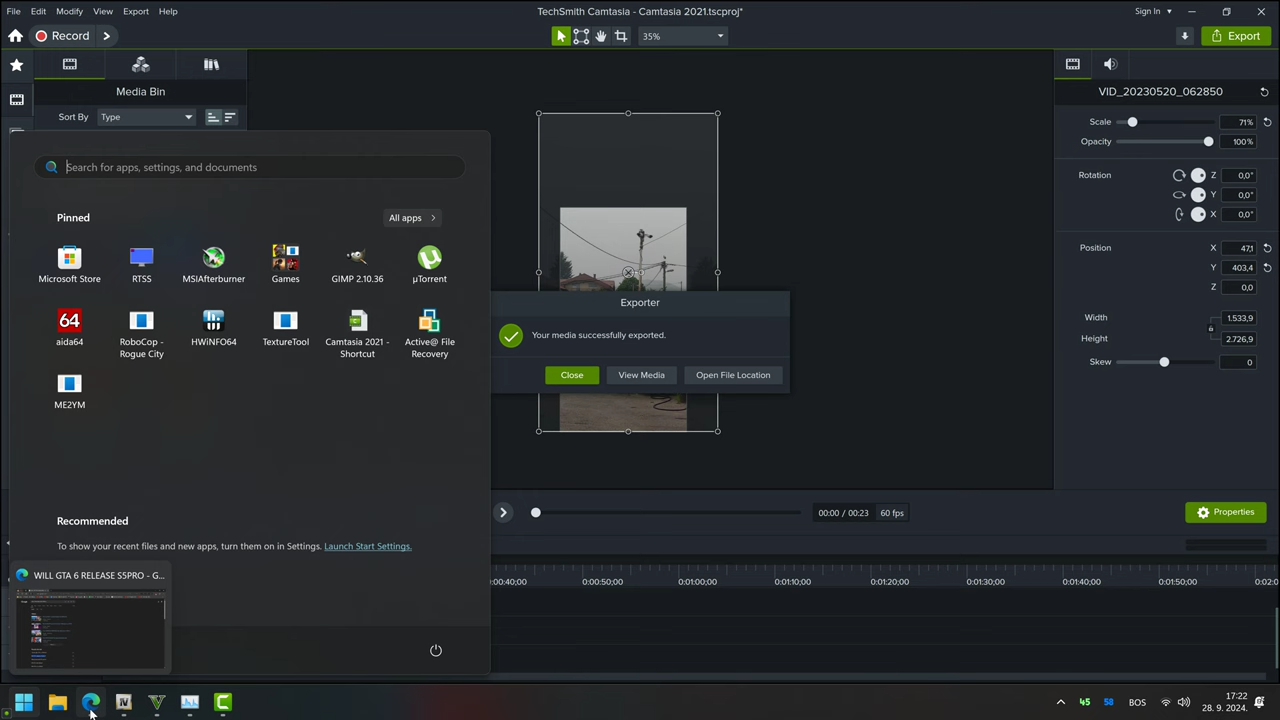 File Edit Modify View Export Help
TechSmith Camtasia - Camtasia 2021.tscproj*
Sign In
Record
35%
Export
Media Bin
Sort By Type
VID_20230520_062850
Scale 71%
Opacity 100%
Rotation Z 0,0°
Y 0,0°
X 0,0°
Position X 47,1
Y 403,4
Z 0,0
Width 1.533,9
Height 2.726,9
Skew 0
Search for apps, settings, and documents
Pinned
All apps
Microsoft Store
RTSS
MSIAfterburner
Games
GIMP 2.10.36
µTorrent
64
aida64
RoboCop - Rogue City
HWiNFO64
TextureTool
Camtasia 2021 - Shortcut
Active@ File Recovery
ME2YM
Exporter
Your media successfully exported.
Close
View Media
Open File Location
Recommended
To show your recent files and new apps, turn them on in Settings. Launch Start Settings.
WILL GTA 6 RELEASE S5PRO - G...
00:00 / 00:23 60 fps
Properties
0:00:40;00 0:00:50;00 0:01:00;00 0:01:10;00 0:01:20;00 0:01:30;00 0:01:40;00 0:01:50;00 0:02:0
IV
V
45 58 BOS
17:22
28. 9. 2024.